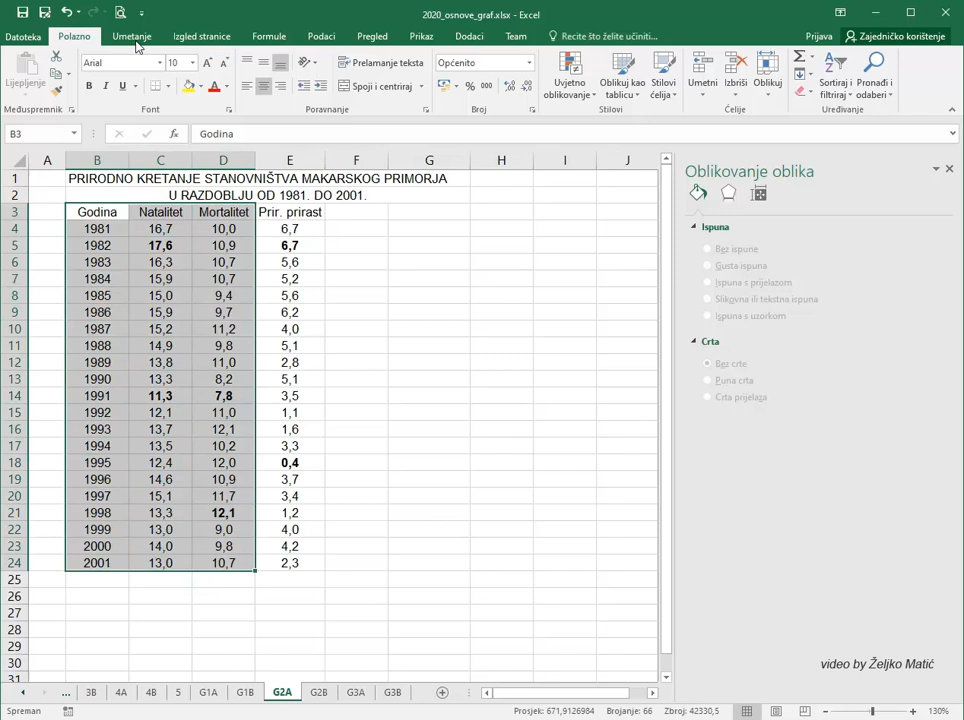 2020_osnove_graf.xlsx - Excel
Datoteka Polazno Umetanje Izgled stranice Formule Podaci Pregled Prikaz Dodaci Team Recite što želite učiniti... Prijava Zajedničko korištenje
Lijepljenje
Arial 10
B I U
Prelamanje teksta
Spoji i centriraj
Općenito
% 000
Uvjetno oblikovanje
Oblikuj kao tablicu
Stilovi ćelija
Umetni
Izbriši
Oblikuj
Sortiraj i filtriraj
Pronađi i odaberi
Međuspremnik Font Poravnanje Broj Stilovi Ćelije Uređivanje
B3 fx Godina
A B C D E F G H I J
1 PRIRODNO KRETANJE STANOVNIŠTVA MAKARSKOG PRIMORJA
2 U RAZDOBLJU OD 1981. DO 2001.
3 Godina Natalitet Mortalitet Prir. prirast
4 1981 16,7 10,0 6,7
5 1982 17,6 10,9 6,7
6 1983 16,3 10,7 5,6
7 1984 15,9 10,7 5,2
8 1985 15,0 9,4 5,6
9 1986 15,9 9,7 6,2
10 1987 15,2 11,2 4,0
11 1988 14,9 9,8 5,1
12 1989 13,8 11,0 2,8
13 1990 13,3 8,2 5,1
14 1991 11,3 7,8 3,5
15 1992 12,1 11,0 1,1
16 1993 13,7 12,1 1,6
17 1994 13,5 10,2 3,3
18 1995 12,4 12,0 0,4
19 1996 14,6 10,9 3,7
20 1997 15,1 11,7 3,4
21 1998 13,3 12,1 1,2
22 1999 13,0 9,0 4,0
23 2000 14,0 9,8 4,2
24 2001 13,0 10,7 2,3
25
26
27
28
29
30
31
Oblikovanje oblika
Ispuna
Bez ispune
Gusta ispuna
Ispuna s prijelazom
Slikovna ili tekstna ispuna
Ispuna s uzorkom
Crta
Bez crte
Puna crta
Crta prijelaza
video by Željko Matić
... 3B 4A 4B 5 G1A G1B G2A G2B G3A G3B
Spreman Prosjek: 671,9126984 Brojanje: 66 Zbroj: 42330,5 130%